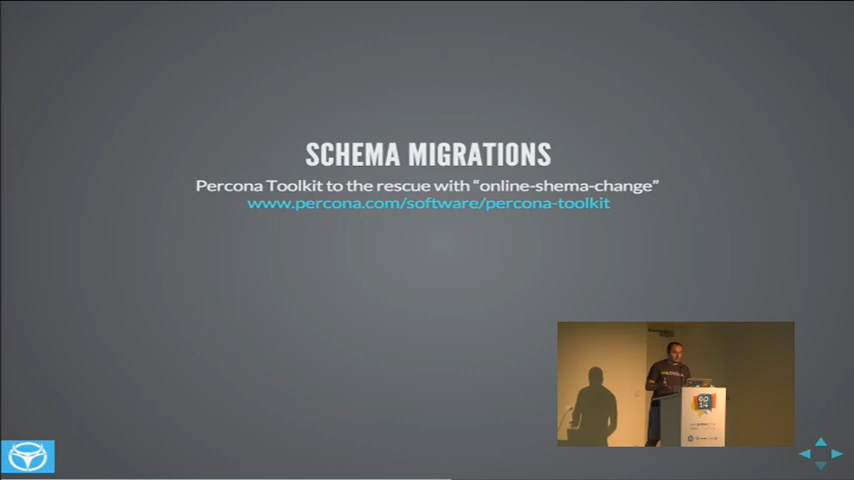 SCHEMA MIGRATIONS
Percona Toolkit to the rescue with “online-shema-change”
www.percona.com/software/percona-toolkit